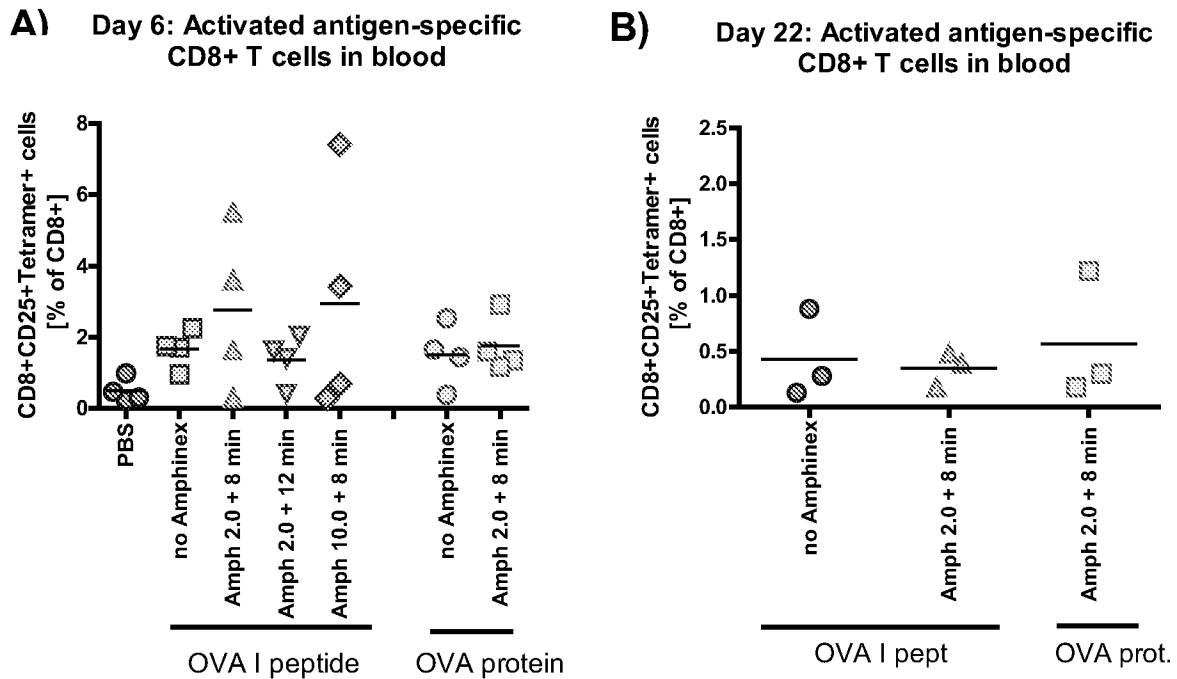 A)
Day 6: Activated antigen-specific
CD8+ T cells in blood
CD8+CD25+Tetramer+ cells
[% of CD8+]
8
6
4
2
0
PBS
no Amphinex
Amph 2.0 + 8 min
Amph 2.0 + 12 min
Amph 10.0 + 8 min
no Amphinex
Amph 2.0 + 8 min
OVA I peptide
OVA protein
B)
Day 22: Activated antigen-specific
CD8+ T cells in blood
CD8+CD25+Tetramer+ cells
[% of CD8+]
2.5
2.0
1.5
1.0
0.5
0.0
no Amphinex
Amph 2.0 + 8 min
Amph 2.0 + 8 min
OVA I pept
OVA prot.